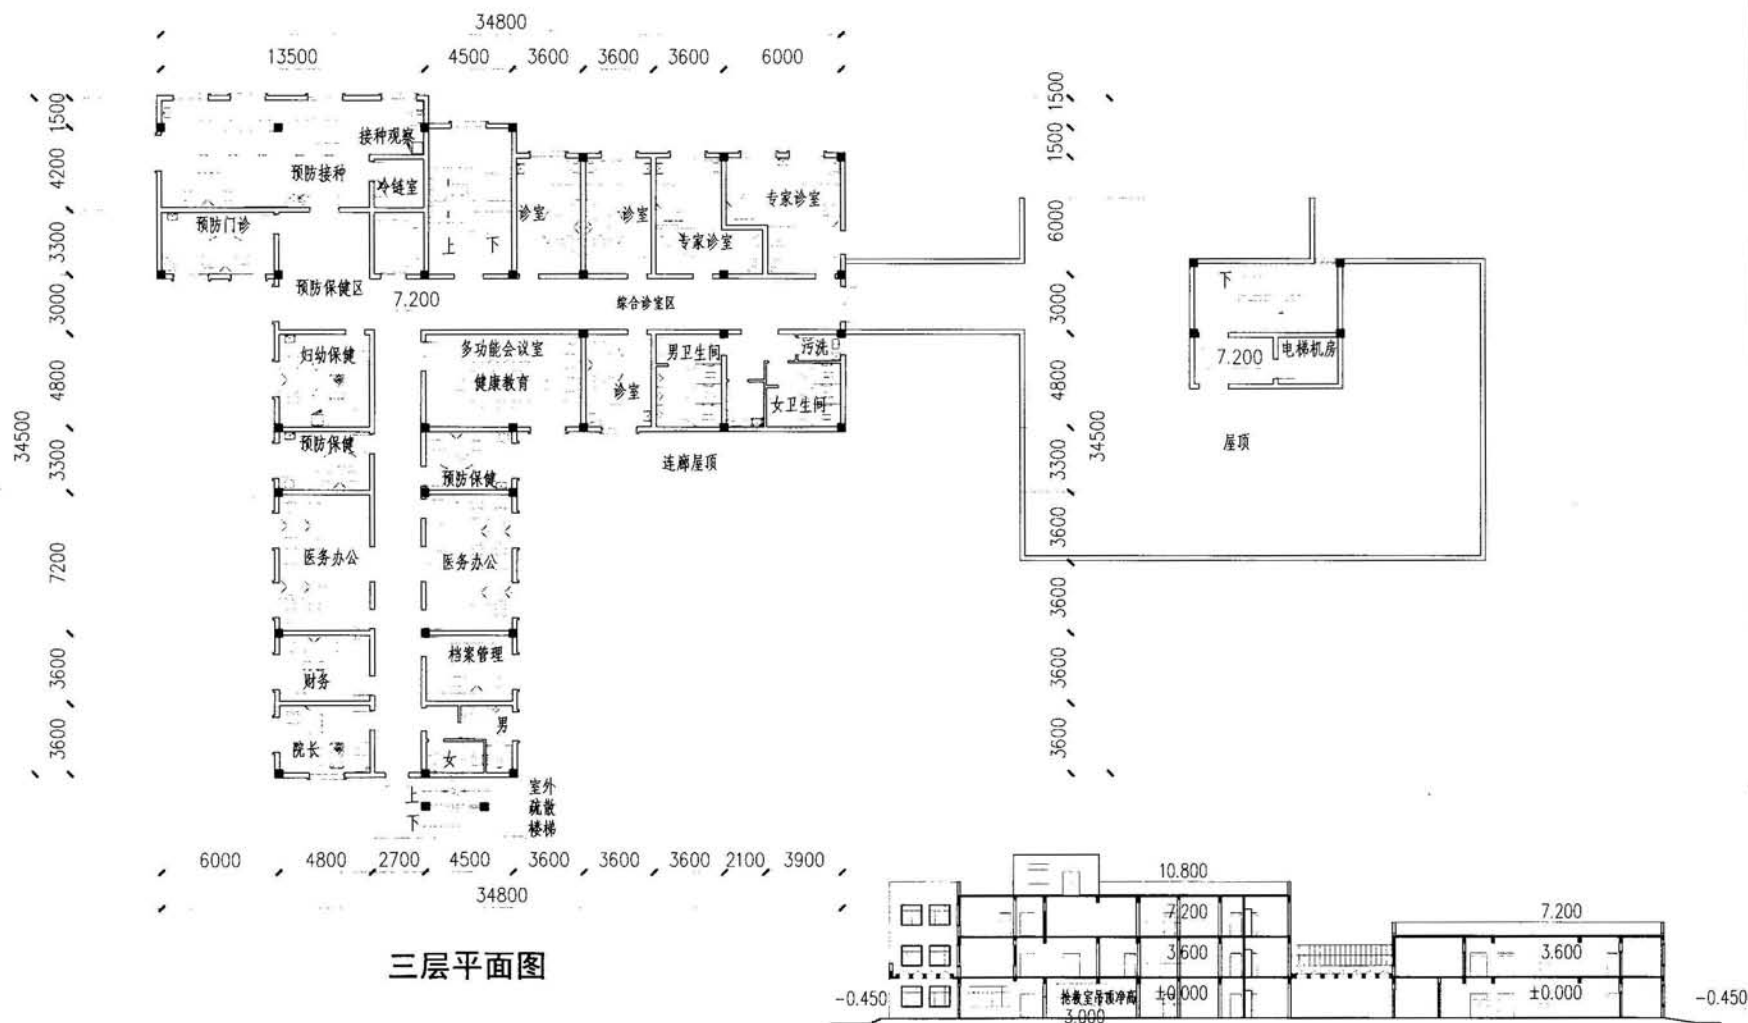 34800
13500 4500 3600 3600 3600 6000
1500
4200
3300
3000
4800
3300
7200
3600
3600
34500
接种观察
预防接种
冷链室
预防门诊
上 下
诊室
诊室
专家诊室
专家诊室
预防保健区
7.200
综合诊室区
妇幼保健
多功能会议室
健康教育
诊室
男卫生间
污洗
女卫生间
预防保健
预防保健
连廊屋顶
医务办公
医务办公
财务
档案管理
院长
男
女
上
下
室外
疏散
楼梯
1500
1500
6000
3000
4800
3300
3600
3600
3600
3600
34500
下
7.200
电梯机房
屋顶
6000 4800 2700 4500 3600 3600 3600 2100 3900
34800
三层平面图
10.800
7.200
3.600
±0.000
抢救室吊顶净高
3.000
-0.450
7.200
3.600
±0.000
-0.450